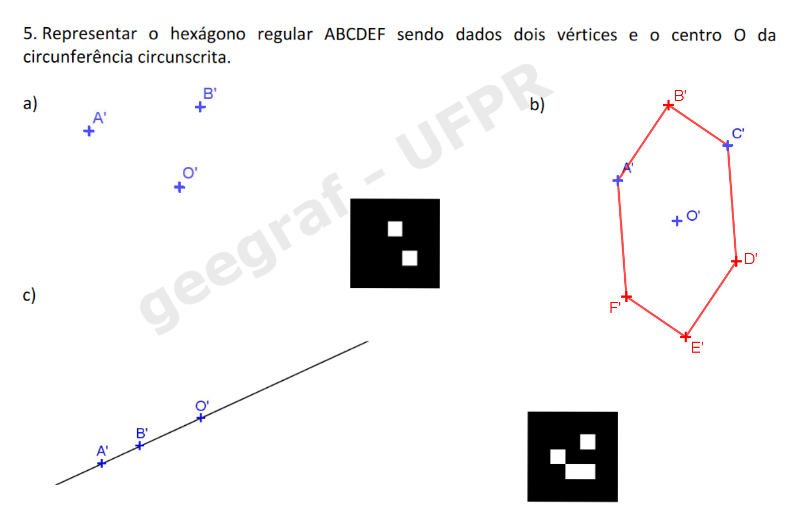 5. Representar o hexágono regular ABCDEF sendo dados dois vértices e o centro O da
circunferência circunscrita.
a)
A'
B'
O'
b)
B'
C'
A'
O'
D'
F'
E'
geegraf - UFPR
c)
O'
B'
A'